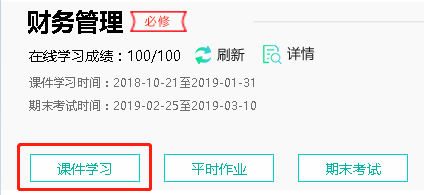 财务管理 必修
在线学习成绩：100/100 刷新 详情
课件学习时间：2018-10-21至2019-01-31
期末考试时间：2019-02-25至2019-03-10
课件学习 平时作业 期末考试